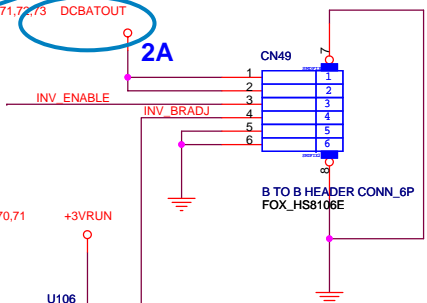 71,72,73 DCBATOUT
2A
CN49
7
1 1
2 2
INV_ENABLE 3 3
INV_BRADJ 4 4
5 5
6 6
8
B TO B HEADER CONN_6P
FOX_HS8106E
70,71 +3VRUN
U106